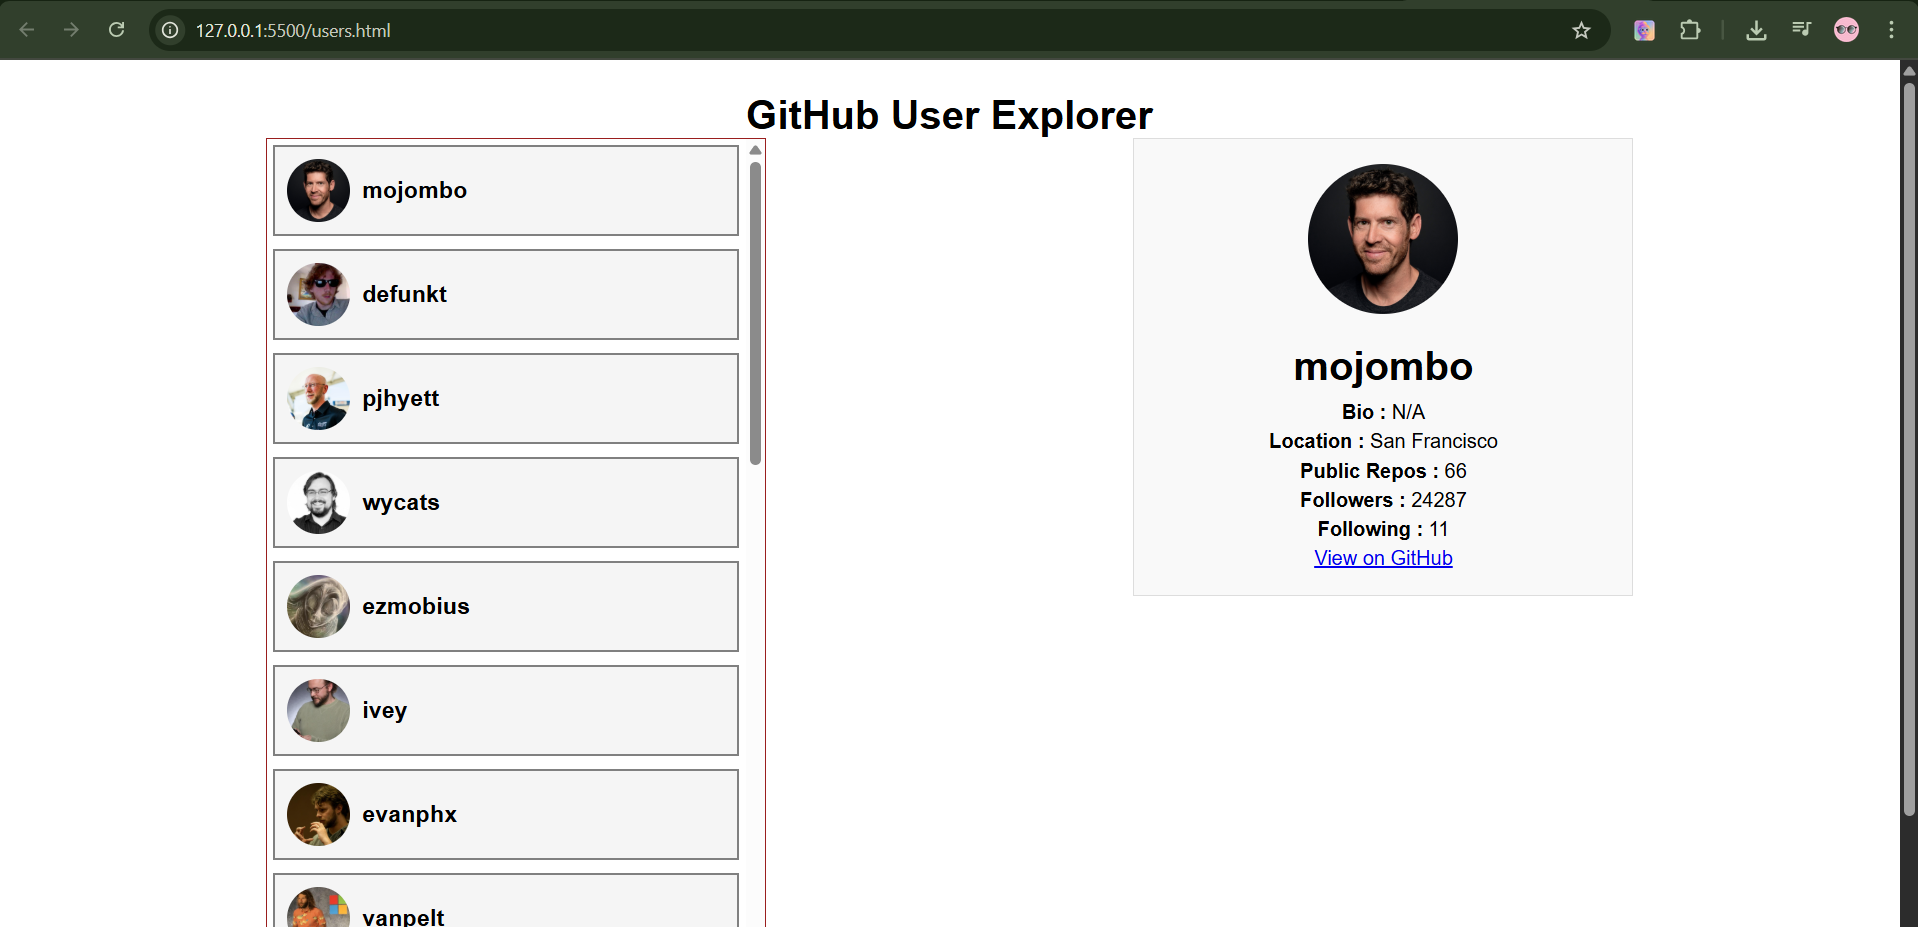 127.0.0.1:5500/users.html
GitHub User Explorer
mojombo
defunkt
pjhyett
wycats
ezmobius
ivey
evanphx
vanpelt
mojombo
Bio : N/A
Location : San Francisco
Public Repos : 66
Followers : 24287
Following : 11
View on GitHub